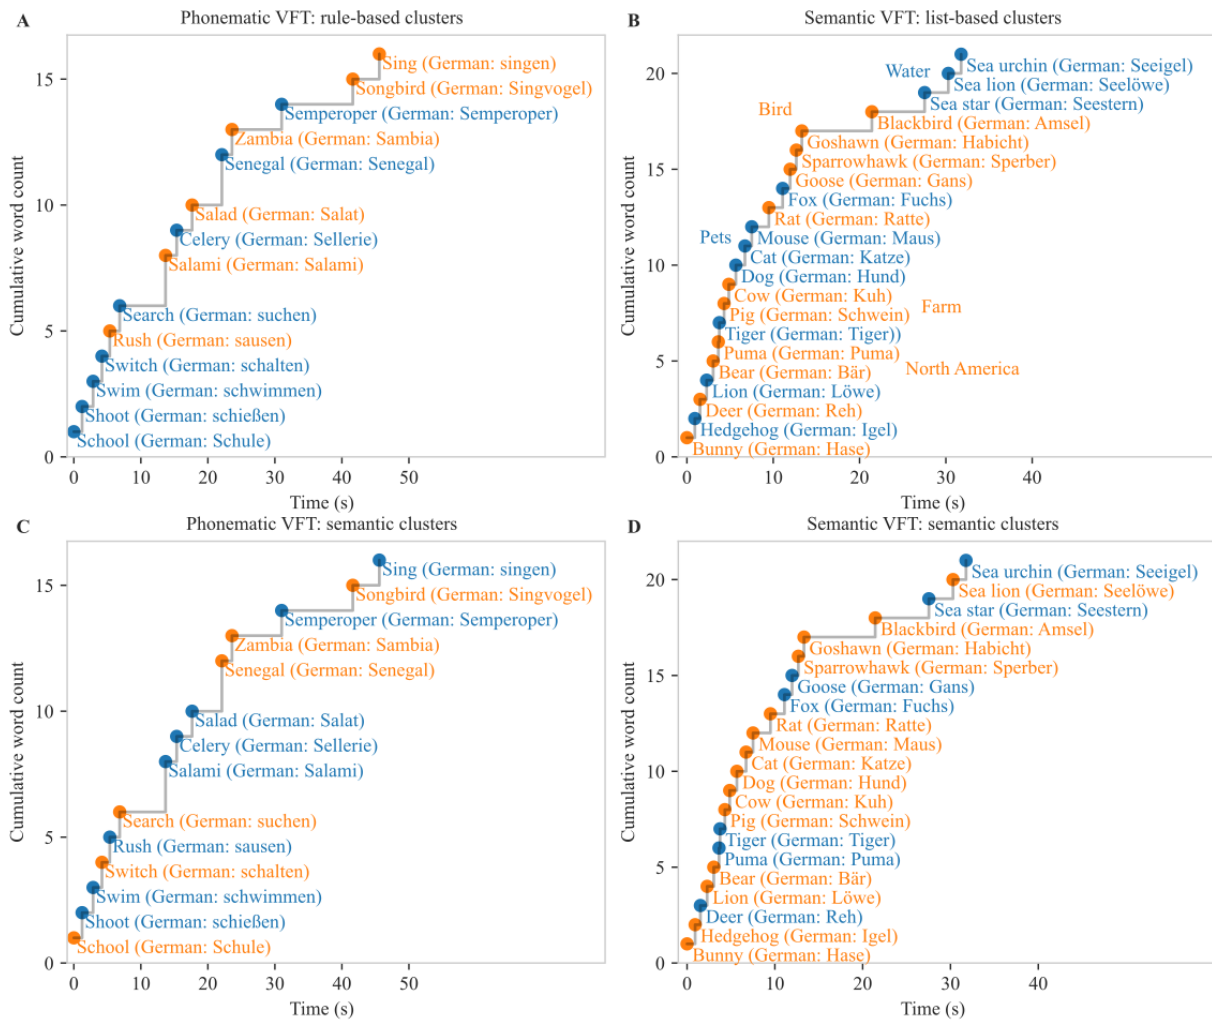 A
Phonematic VFT: rule-based clusters
Cumulative word count
15
10
5
0
Sing (German: singen)
Songbird (German: Singvogel)
Semperoper (German: Semperoper)
Zambia (German: Sambia)
Senegal (German: Senegal)
Salad (German: Salat)
Celery (German: Sellerie)
Salami (German: Salami)
Search (German: suchen)
Rush (German: sausen)
Switch (German: schalten)
Swim (German: schwimmen)
Shoot (German: schießen)
School (German: Schule)
0 10 20 30 40 50
Time (s)
B
Semantic VFT: list-based clusters
Cumulative word count
20
15
10
5
0
Water
Bird
Pets
Farm
North America
Sea urchin (German: Seeigel)
Sea lion (German: Seelöwe)
Sea star (German: Seestern)
Blackbird (German: Amsel)
Goshawn (German: Habicht)
Sparrowhawk (German: Sperber)
Goose (German: Gans)
Fox (German: Fuchs)
Rat (German: Ratte)
Mouse (German: Maus)
Cat (German: Katze)
Dog (German: Hund)
Cow (German: Kuh)
Pig (German: Schwein)
Tiger (German: Tiger))
Puma (German: Puma)
Bear (German: Bär)
Lion (German: Löwe)
Deer (German: Reh)
Hedgehog (German: Igel)
Bunny (German: Hase)
0 10 20 30 40
Time (s)
C
Phonematic VFT: semantic clusters
Cumulative word count
15
10
5
0
Sing (German: singen)
Songbird (German: Singvogel)
Semperoper (German: Semperoper)
Zambia (German: Sambia)
Senegal (German: Senegal)
Salad (German: Salat)
Celery (German: Sellerie)
Salami (German: Salami)
Search (German: suchen)
Rush (German: sausen)
Switch (German: schalten)
Swim (German: schwimmen)
Shoot (German: schießen)
School (German: Schule)
0 10 20 30 40 50
Time (s)
D
Semantic VFT: semantic clusters
Cumulative word count
20
15
10
5
0
Sea urchin (German: Seeigel)
Sea lion (German: Seelöwe)
Sea star (German: Seestern)
Blackbird (German: Amsel)
Goshawn (German: Habicht)
Sparrowhawk (German: Sperber)
Goose (German: Gans)
Fox (German: Fuchs)
Rat (German: Ratte)
Mouse (German: Maus)
Cat (German: Katze)
Dog (German: Hund)
Cow (German: Kuh)
Pig (German: Schwein)
Tiger (German: Tiger)
Puma (German: Puma)
Bear (German: Bär)
Lion (German: Löwe)
Deer (German: Reh)
Hedgehog (German: Igel)
Bunny (German: Hase)
0 10 20 30 40
Time (s)